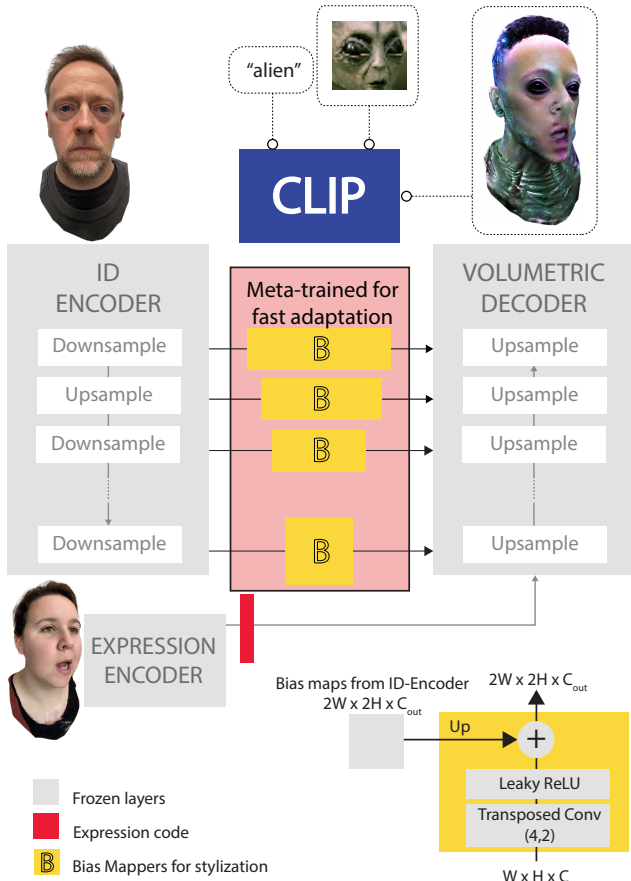 “alien”
CLIP
ID
ENCODER
Downsample
Upsample
Downsample
Downsample
Meta-trained for
fast adaptation
B
B
B
B
VOLUMETRIC
DECODER
Upsample
Upsample
Upsample
Upsample
EXPRESSION
ENCODER
Bias maps from ID-Encoder
2W x 2H x Cout
2W x 2H x Cout
Up
+
Leaky ReLU
Transposed Conv
(4,2)
W x H x C
Frozen layers
Expression code
B Bias Mappers for stylization